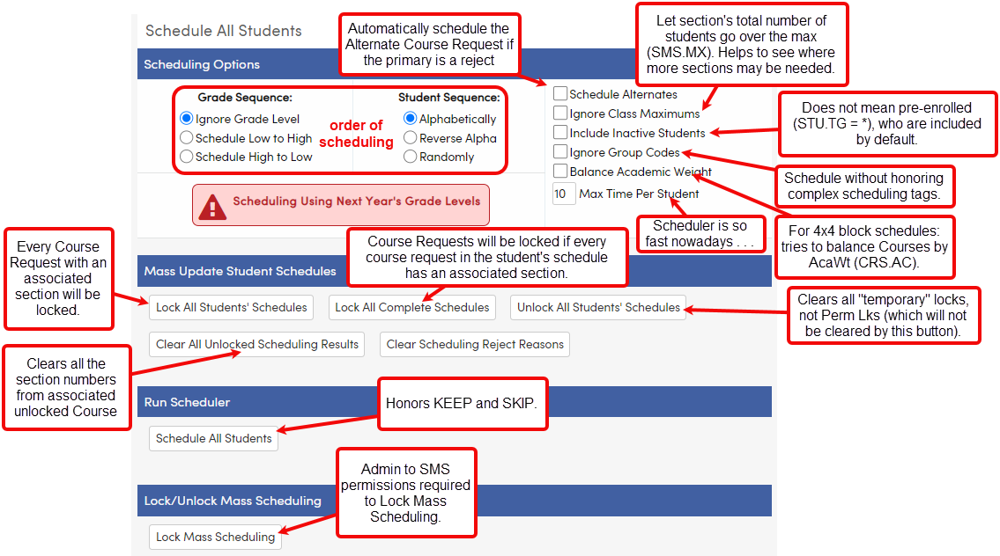 Schedule All Students
Automatically schedule the
Alternate Course Request if
the primary is a reject
Let section's total number of
students go over the max
(SMS.MX). Helps to see where
more sections may be needed.
Scheduling Options
Grade Sequence:
Ignore Grade Level
Schedule Low to High
Schedule High to Low
order of
scheduling
Student Sequence:
Alphabetically
Reverse Alpha
Randomly
Schedule Alternates
Ignore Class Maximums
Include Inactive Students
Ignore Group Codes
Balance Academic Weight
10 Max Time Per Student
Does not mean pre-enrolled
(STU.TG = *), who are included
by default.
Schedule without honoring
complex scheduling tags.
Scheduling Using Next Year's Grade Levels
Scheduler is so
fast nowadays . . .
For 4x4 block schedules:
tries to balance Courses by
AcaWt (CRS.AC).
Every Course
Request with an
associated
section will be
locked.
Course Requests will be locked if every
course request in the student's schedule
has an associated section.
Mass Update Student Schedules
Lock All Students' Schedules
Lock All Complete Schedules
Unlock All Students' Schedules
Clears all "temporary" locks,
not Perm Lks (which will not
be cleared by this button).
Clear All Unlocked Scheduling Results
Clear Scheduling Reject Reasons
Clears all the
section numbers
from associated
unlocked Course
Run Scheduler
Honors KEEP and SKIP.
Schedule All Students
Admin to SMS
permissions required
to Lock Mass
Scheduling.
Lock/Unlock Mass Scheduling
Lock Mass Scheduling